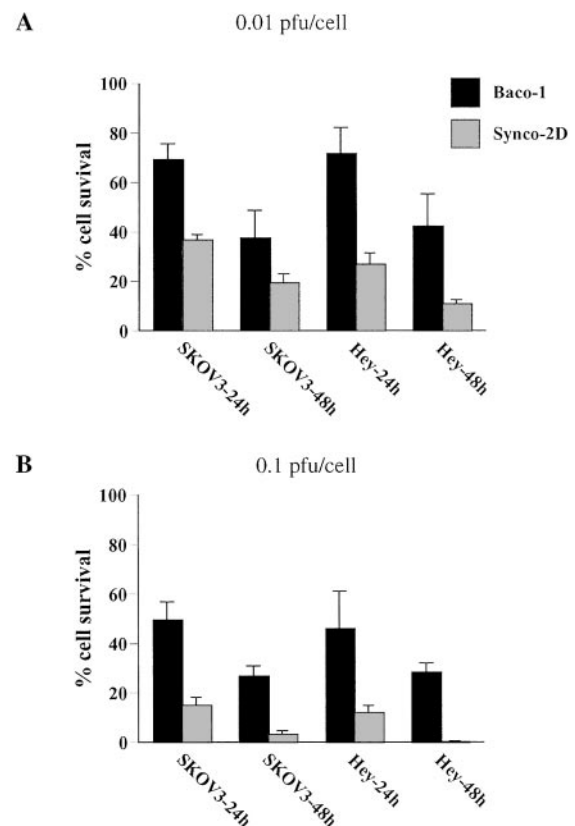 A
0.01 pfu/cell
100
80
60
40
20
0
% cell suvival
Baco-1
Synco-2D
SKOV3-24h
SKOV3-48h
Hey-24h
Hey-48h
B
0.1 pfu/cell
100
80
60
40
20
0
% cell survival
SKOV3-24h
SKOV3-48h
Hey-24h
Hey-48h